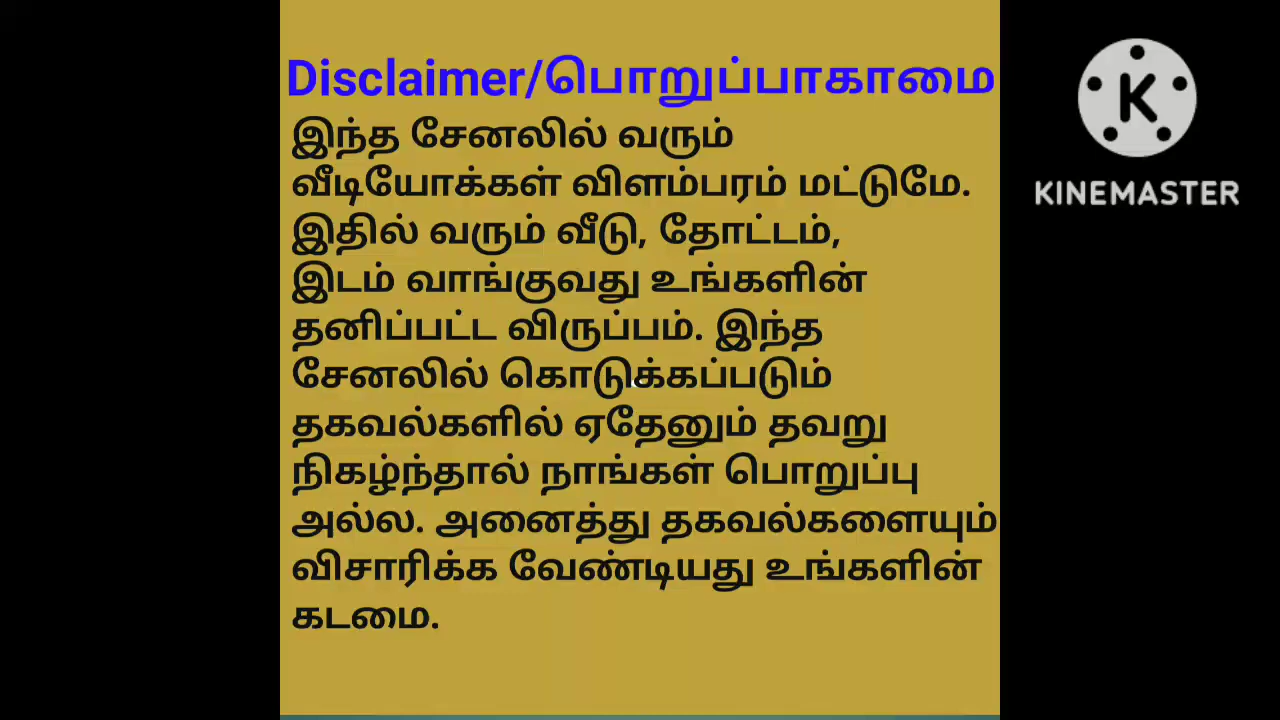 Disclaimer/பொறுப்பாகாமை
இந்த சேனலில் வரும்
வீடியோக்கள் விளம்பரம் மட்டுமே.
இதில் வரும் வீடு, தோட்டம்,
இடம் வாங்குவது உங்களின்
தனிப்பட்ட விருப்பம். இந்த
சேனலில் கொடுக்கப்படும்
தகவல்களில் ஏதேனும் தவறு
நிகழ்ந்தால் நாங்கள் பொறுப்பு
அல்ல. அனைத்து தகவல்களையும்
விசாரிக்க வேண்டியது உங்களின்
கடமை.
K
KINEMASTER